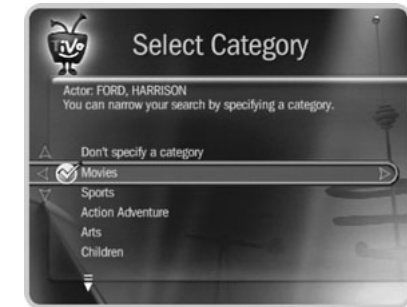 TiVo
Select Category
Actor: FORD, HARRISON
You can narrow your search by specifying a category.
Don't specify a category
Movies
Sports
Action Adventure
Arts
Children